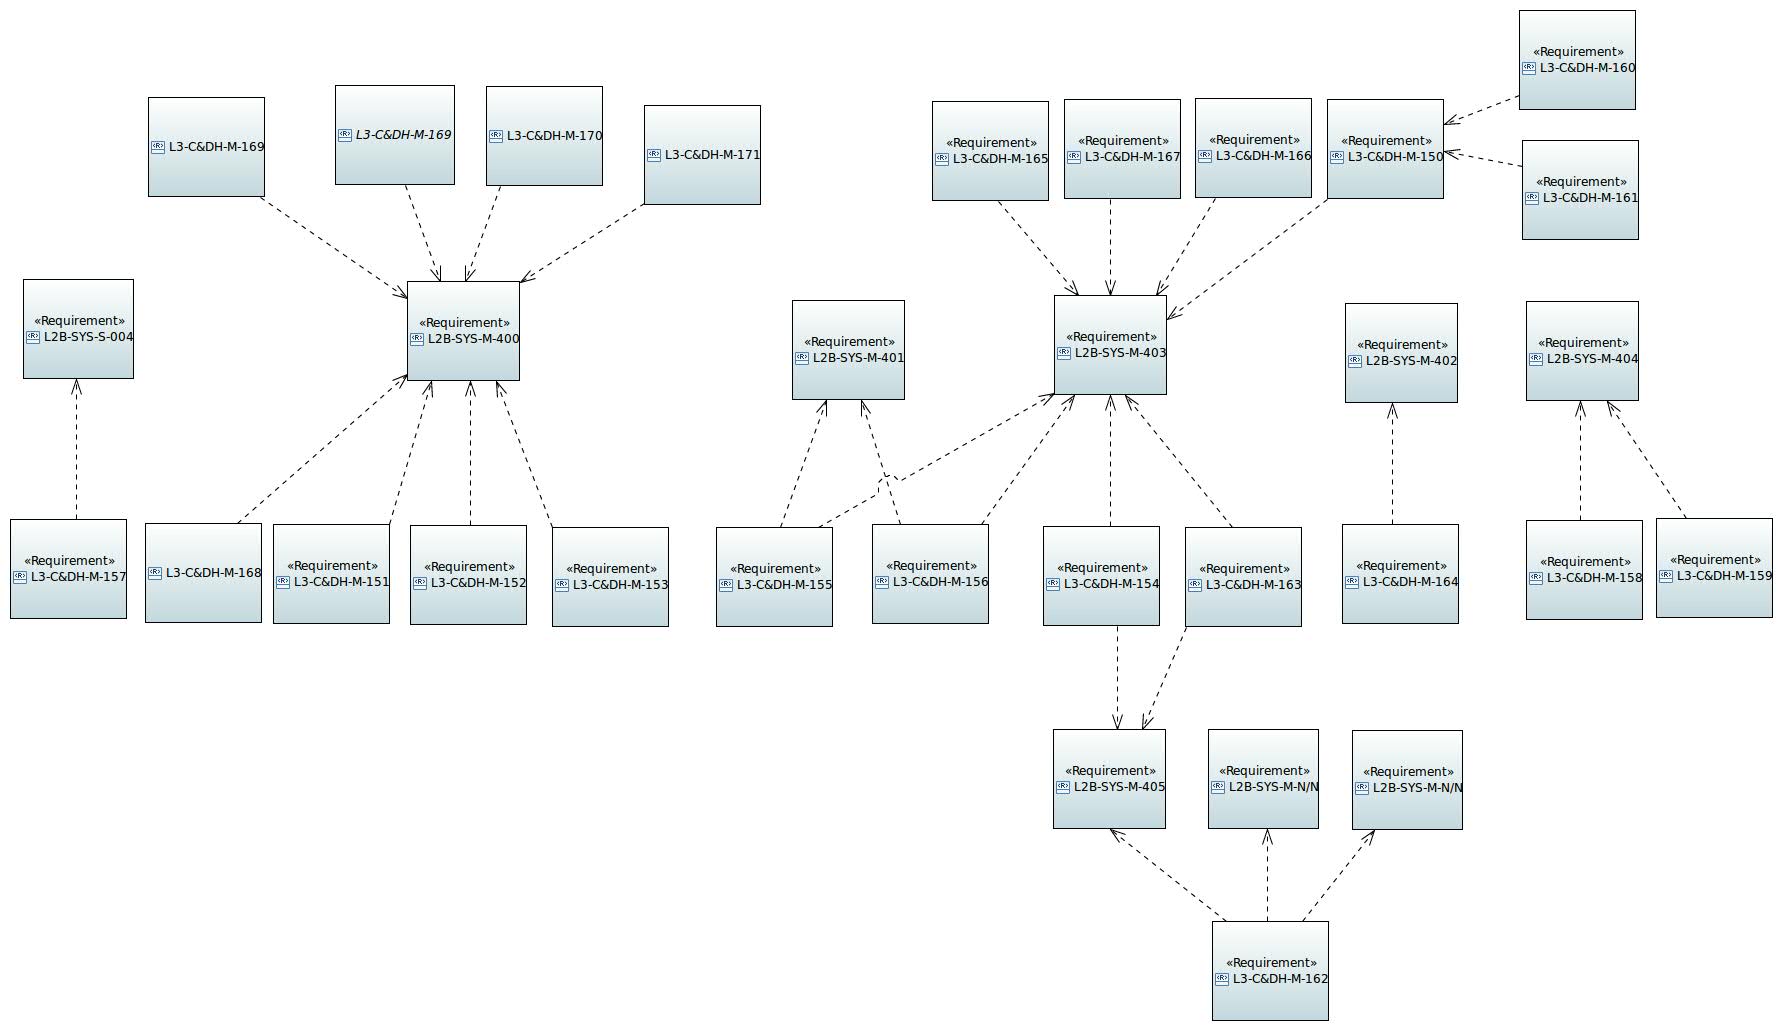 «Requirement»
L3-C&DH-M-160
L3-C&DH-M-169
L3-C&DH-M-169
L3-C&DH-M-170
L3-C&DH-M-171
«Requirement»
L3-C&DH-M-165
«Requirement»
L3-C&DH-M-167
«Requirement»
L3-C&DH-M-166
«Requirement»
L3-C&DH-M-150
«Requirement»
L3-C&DH-M-161
«Requirement»
L2B-SYS-S-004
«Requirement»
L2B-SYS-M-400
«Requirement»
L2B-SYS-M-401
«Requirement»
L2B-SYS-M-403
«Requirement»
L2B-SYS-M-402
«Requirement»
L2B-SYS-M-404
«Requirement»
L3-C&DH-M-157
L3-C&DH-M-168
«Requirement»
L3-C&DH-M-151
«Requirement»
L3-C&DH-M-152
«Requirement»
L3-C&DH-M-153
«Requirement»
L3-C&DH-M-155
«Requirement»
L3-C&DH-M-156
«Requirement»
L3-C&DH-M-154
«Requirement»
L3-C&DH-M-163
«Requirement»
L3-C&DH-M-164
«Requirement»
L3-C&DH-M-158
«Requirement»
L3-C&DH-M-159
«Requirement»
L2B-SYS-M-405
«Requirement»
L2B-SYS-M-N/N
«Requirement»
L2B-SYS-M-N/N
«Requirement»
L3-C&DH-M-162